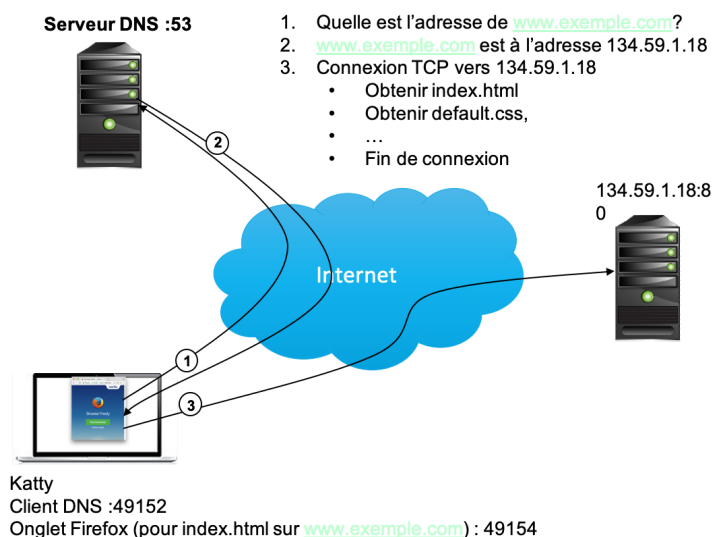 Serveur DNS :53
1. Quelle est l'adresse de www.exemple.com?
2. www.exemple.com est à l'adresse 134.59.1.18
3. Connexion TCP vers 134.59.1.18
• Obtenir index.html
• Obtenir default.css,
• …
• Fin de connexion
2
134.59.1.18:8
0
Internet
1
3
Katty
Client DNS :49152
Onglet Firefox (pour index.html sur www.exemple.com) : 49154